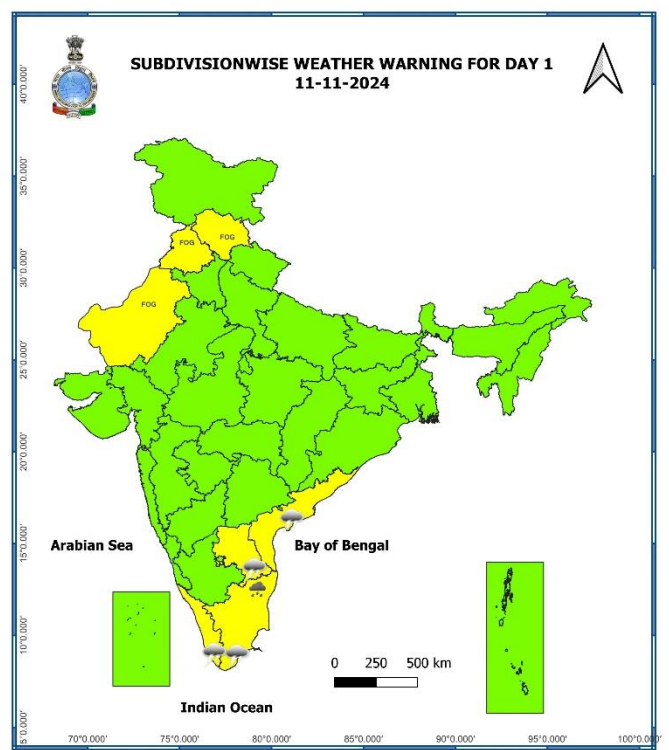 SUBDIVISIONWISE WEATHER WARNING FOR DAY 1
11-11-2024
40°0.000'
35°0.000'
30°0.000'
25°0.000'
20°0.000'
15°0.000'
10°0.000'
5°0.000'
FOG
FOG
FOG
Arabian Sea
Bay of Bengal
0 250 500 km
Indian Ocean
70°0.000' 75°0.000' 80°0.000' 85°0.000' 90°0.000' 95°0.000' 100°0.000'